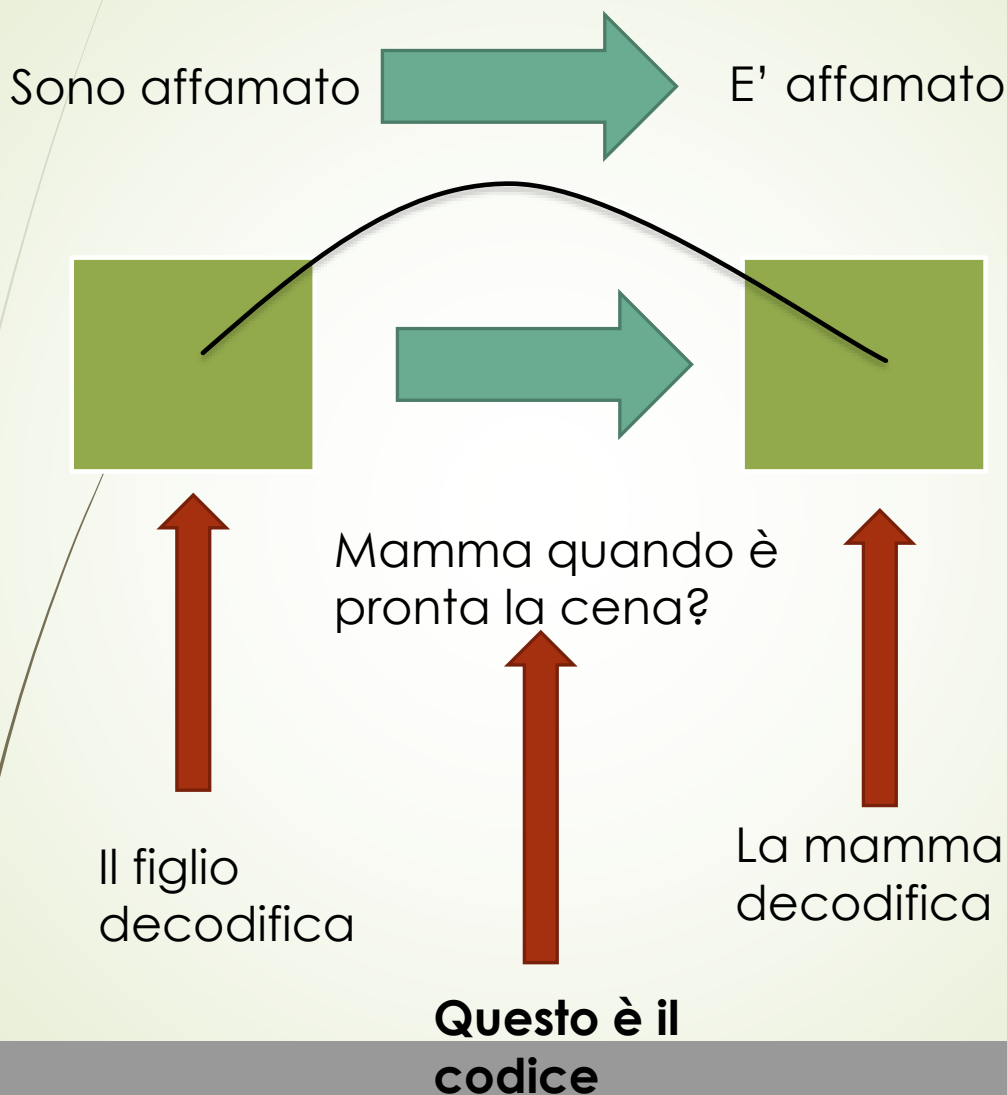 Sono affamato
E' affamato
Mamma quando è
pronta la cena?
Il figlio
decodifica
La mamma
decodifica
Questo è il
codice